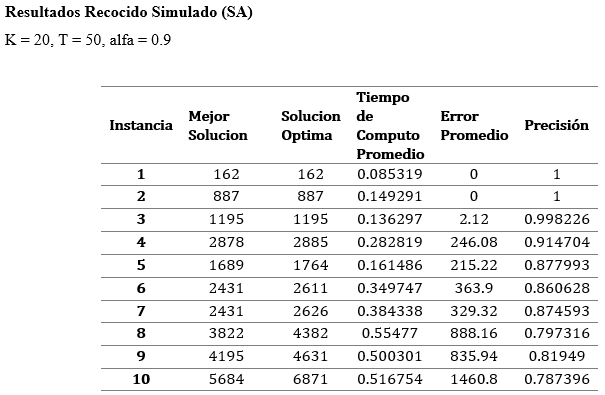 Resultados Recocido Simulado (SA)
K = 20, T = 50, alfa = 0.9
Instancia Mejor Solucion Solucion Optima Tiempo de Computo Promedio Error Promedio Precisión
1 162 162 0.085319 0 1
2 887 887 0.149291 0 1
3 1195 1195 0.136297 2.12 0.998226
4 2878 2885 0.282819 246.08 0.914704
5 1689 1764 0.161486 215.22 0.877993
6 2431 2611 0.349747 363.9 0.860628
7 2431 2626 0.384338 329.32 0.874593
8 3822 4382 0.55477 888.16 0.797316
9 4195 4631 0.500301 835.94 0.81949
10 5684 6871 0.516754 1460.8 0.787396